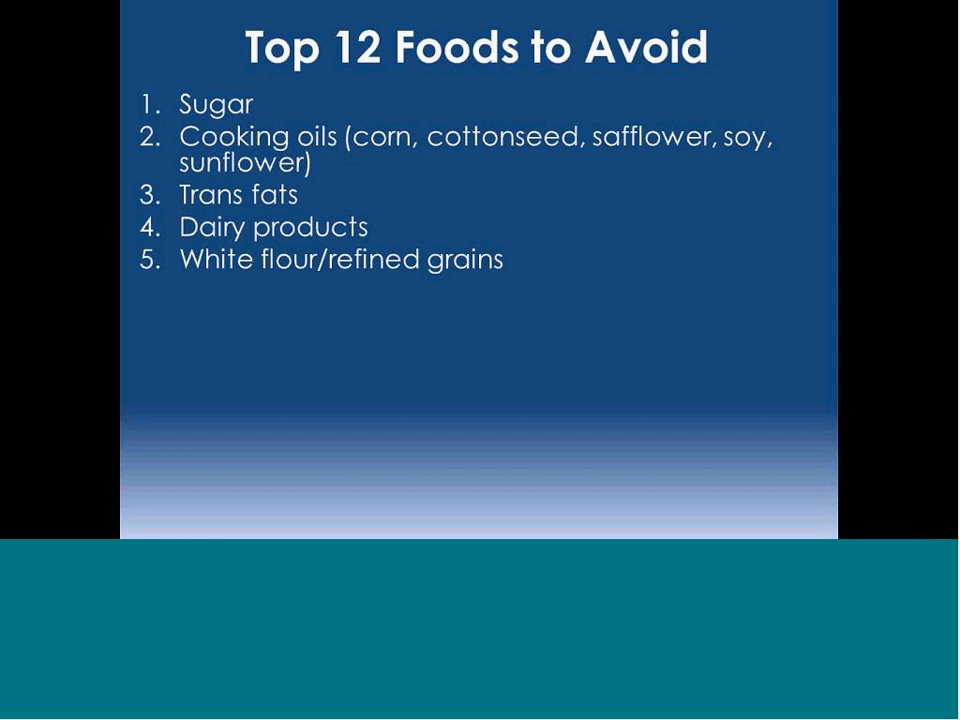 Top 12 Foods to Avoid
1. Sugar
2. Cooking oils (corn, cottonseed, safflower, soy,
sunflower)
3. Trans fats
4. Dairy products
5. White flour/refined grains